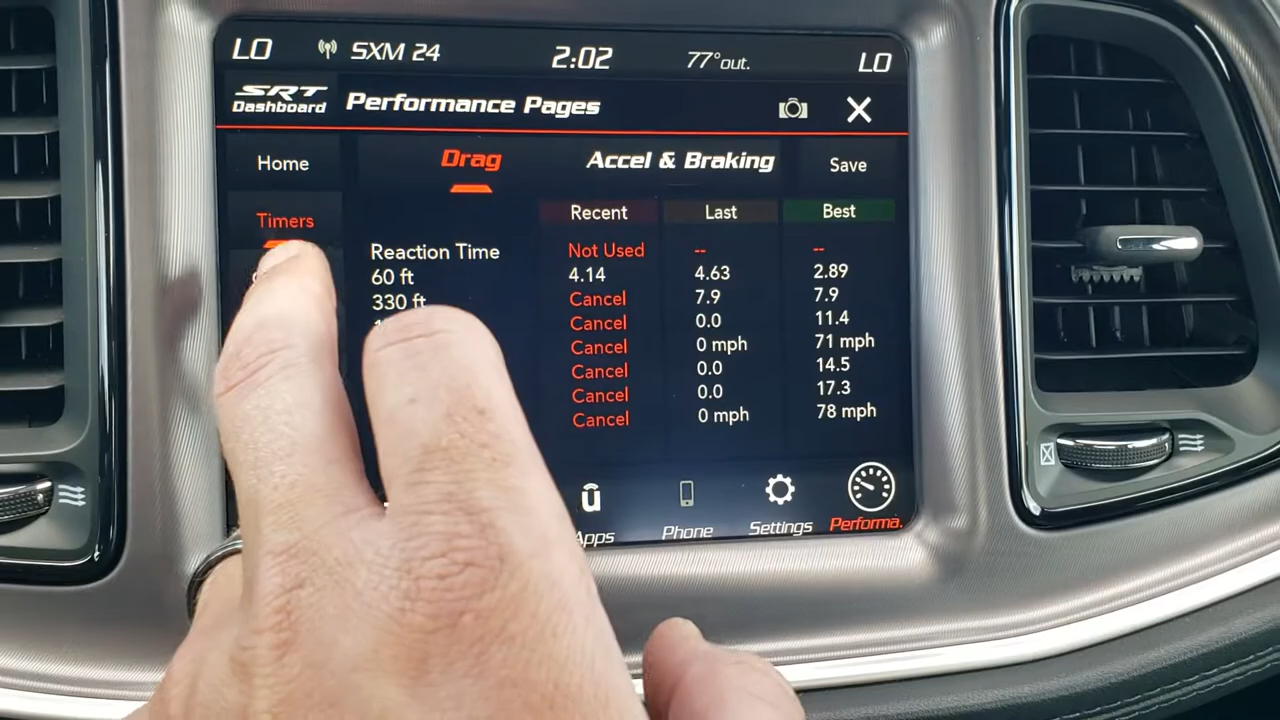 LO SXM 24 2:02 77°out. LO
SRT Dashboard Performance Pages X
Home Drag Accel & Braking Save
Timers Recent Last Best
Reaction Time Not Used -- --
60 ft 4.14 4.63 2.89
330 ft Cancel 7.9 7.9
Cancel 0.0 11.4
Cancel 0 mph 71 mph
Cancel 0.0 14.5
Cancel 0.0 17.3
Cancel 0 mph 78 mph
Apps Phone Settings Performa.